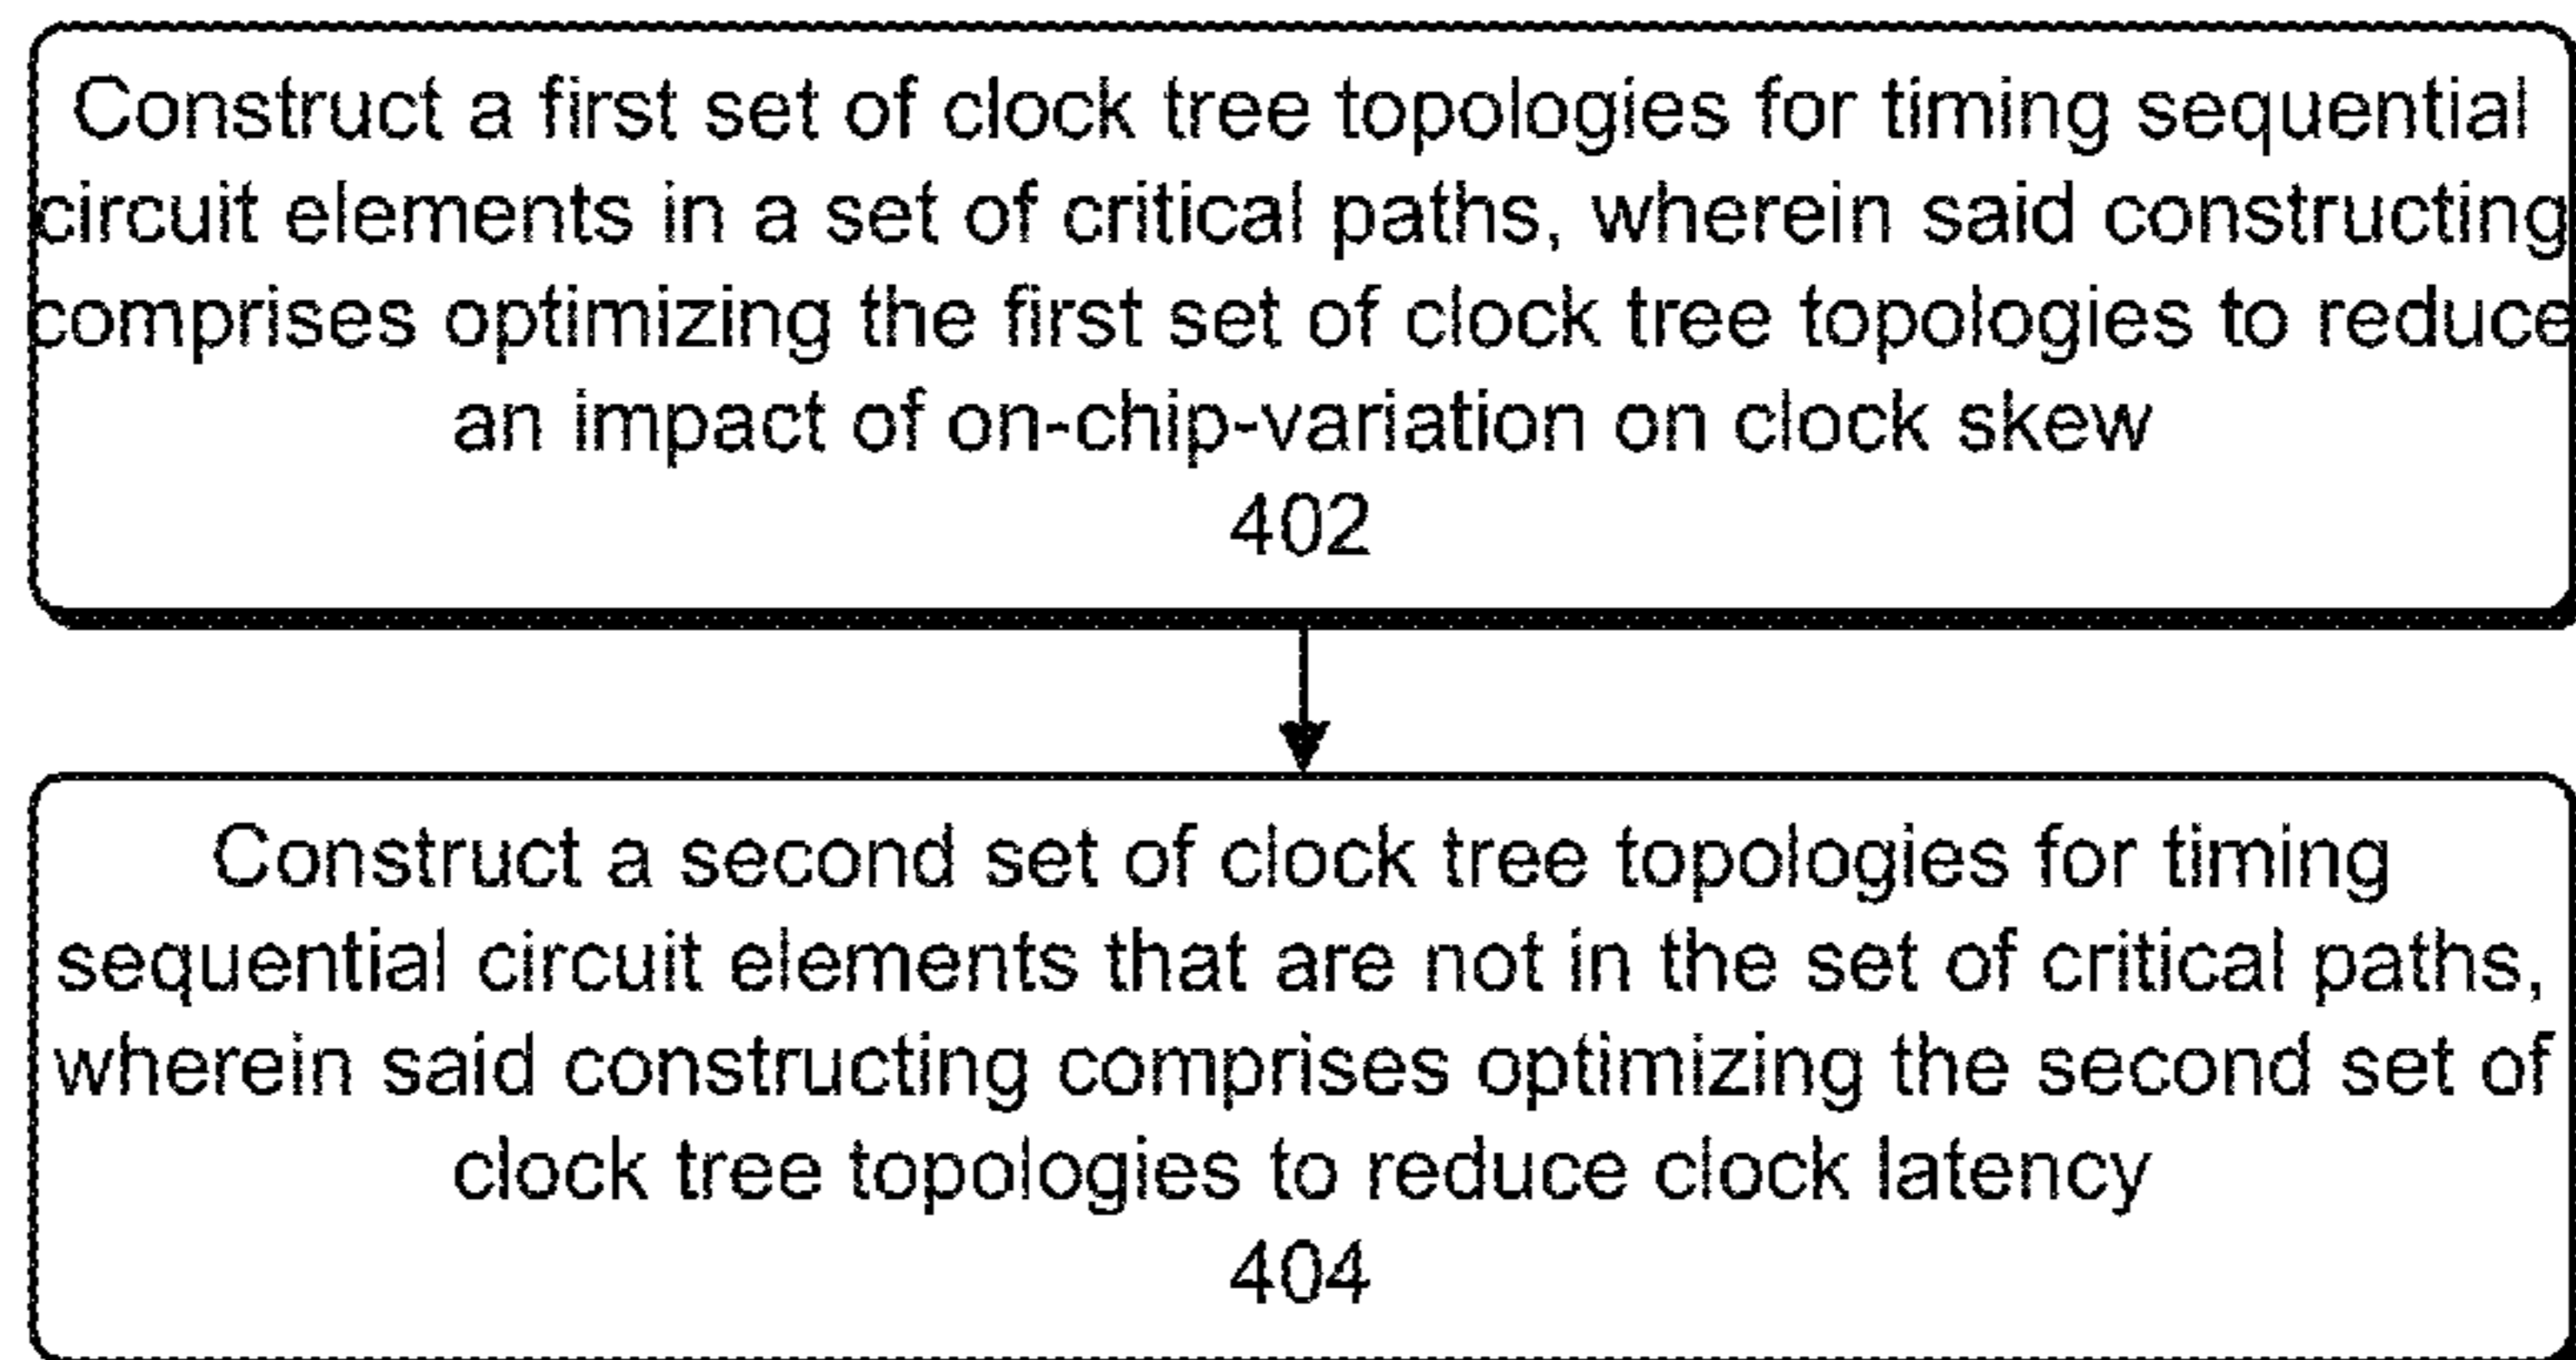 Construct a first set of clock tree topologies for timing sequential
circuit elements in a set of critical paths, wherein said constructing
comprises optimizing the first set of clock tree topologies to reduce
an impact of on-chip-variation on clock skew
402
Construct a second set of clock tree topologies for timing
sequential circuit elements that are not in the set of critical paths,
wherein said constructing comprises optimizing the second set of
clock tree topologies to reduce clock latency
404